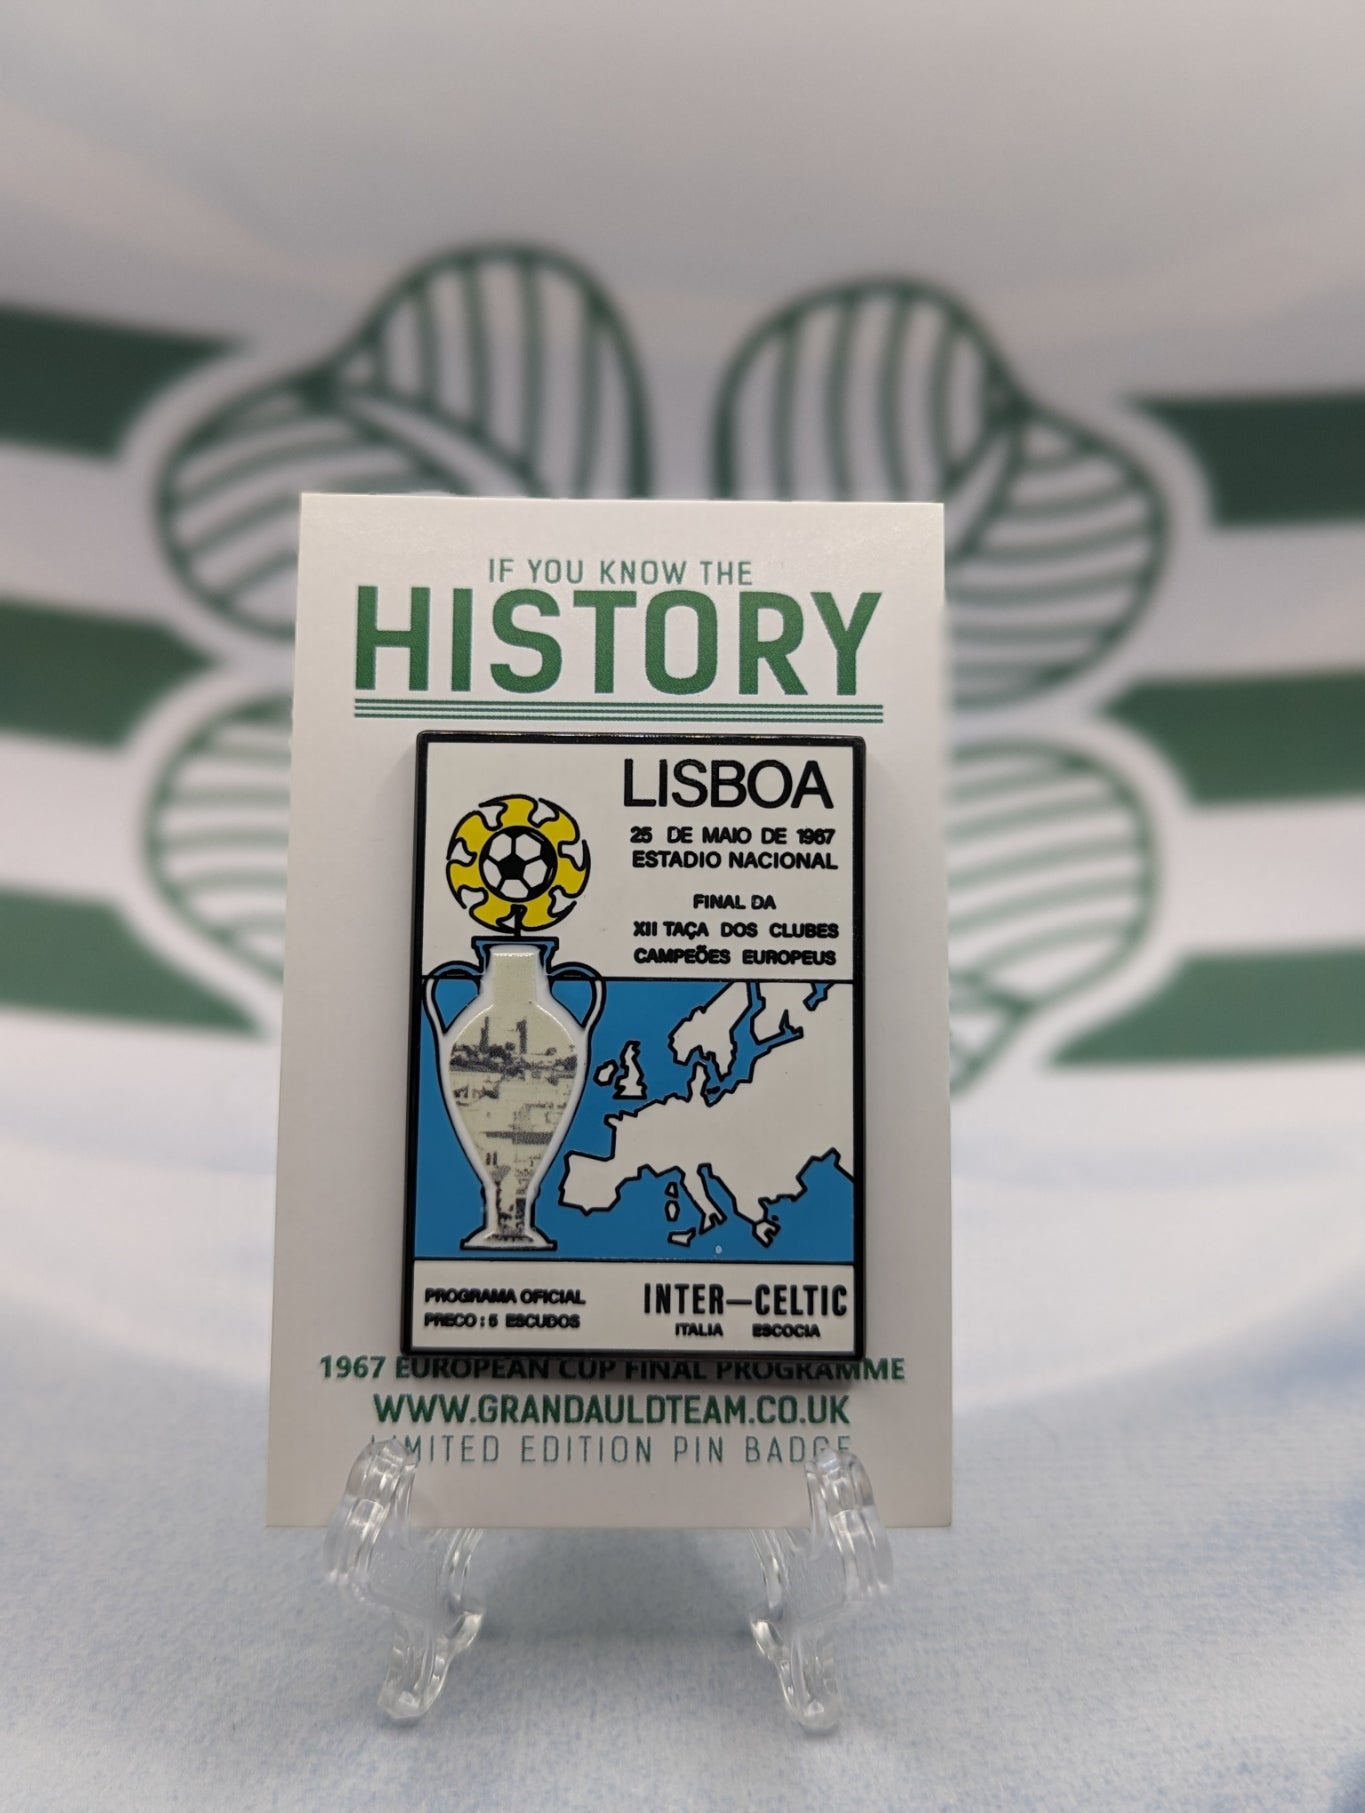 IF YOU KNOW THE
HISTORY
LISBOA
25 DE MAIO DE 1967
ESTADIO NACIONAL
FINAL DA
XII TAÇA DOS CLUBES
CAMPEÕES EUROPEUS
PROGRAMA OFICIAL
PRECO : 5 ESCUDOS
INTER—CELTIC
ITALIA ESCOCIA
1967 EUROPEAN CUP FINAL PROGRAMME
WWW.GRANDAULDTEAM.CO.UK
LIMITED EDITION PIN BADGE